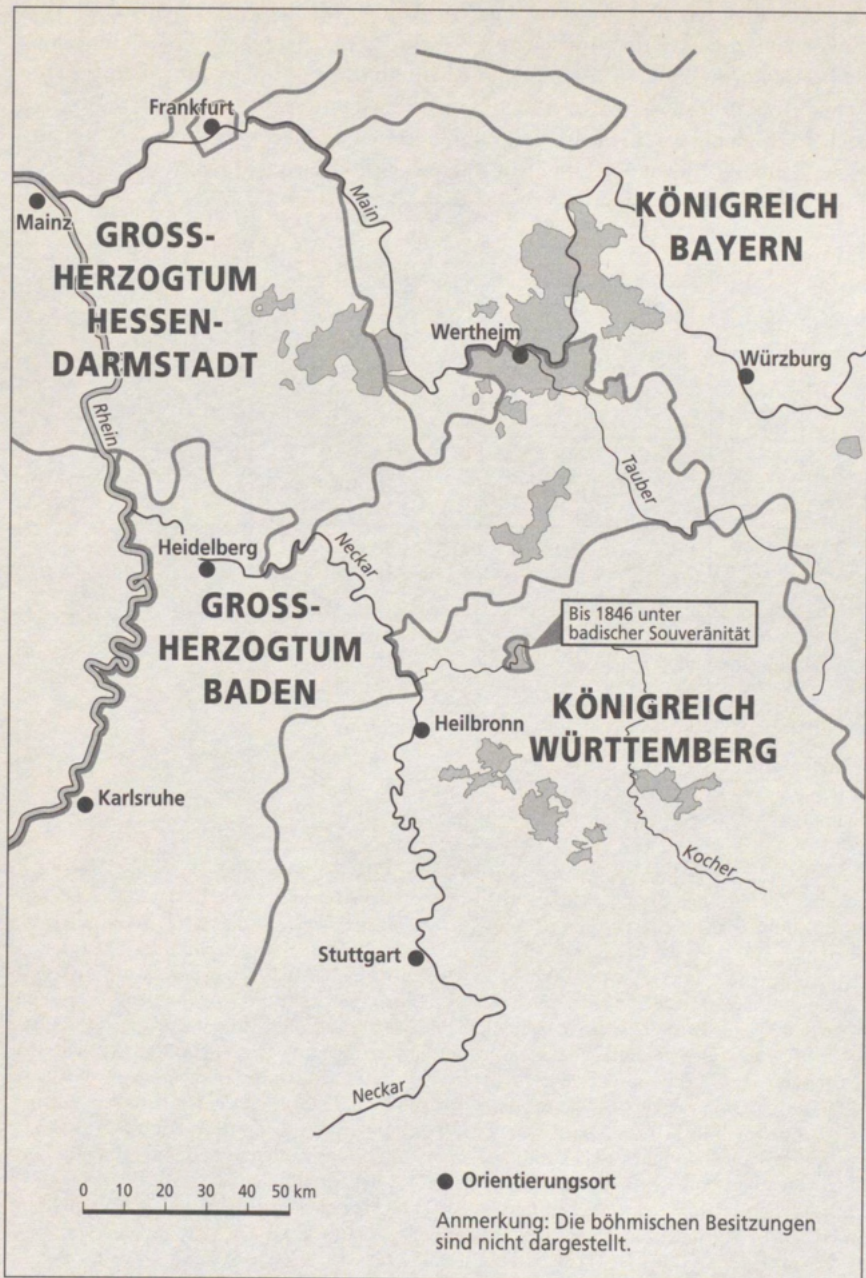 Frankfurt
Mainz
Main
GROSS-
HERZOGTUM
HESSEN-
DARMSTADT
KÖNIGREICH
BAYERN
Wertheim
Würzburg
Rhein
Tauber
Heidelberg
Neckar
GROSS-
HERZOGTUM
BADEN
Bis 1846 unter
badischer Souveränität
Heilbronn
KÖNIGREICH
WÜRTTEMBERG
Karlsruhe
Kocher
Stuttgart
Neckar
0 10 20 30 40 50 km
Orientierungsort
Anmerkung: Die böhmischen Besitzungen
sind nicht dargestellt.